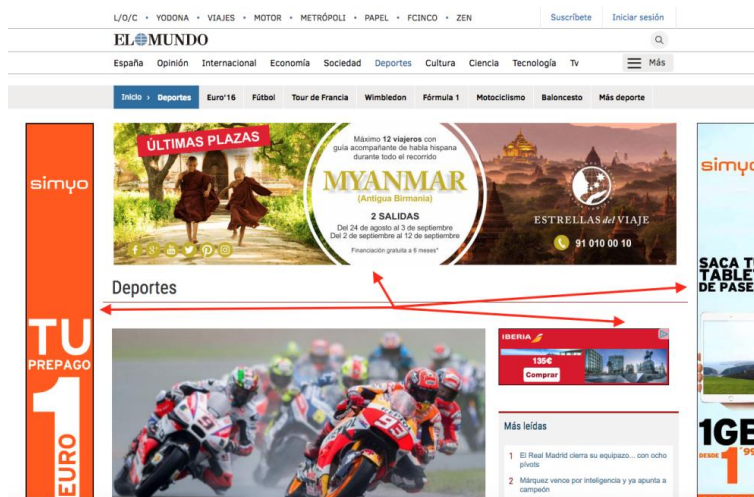 L/O/C • YODONA • VIAJES • MOTOR • METRÓPOLI • PAPEL • FCINCO • ZEN
Suscríbete Iniciar sesión
EL MUNDO
España Opinión Internacional Economía Sociedad Deportes Cultura Ciencia Tecnología Tv Más
Inicio › Deportes Euro'16 Fútbol Tour de Francia Wimbledon Fórmula 1 Motociclismo Baloncesto Más deporte
simyo
TU
PREPAGO
1
EURO
ÚLTIMAS PLAZAS
Máximo 12 viajeros con
guía acompañante de habla hispana
durante todo el recorrido
MYANMAR
(Antigua Birmania)
2 SALIDAS
Del 24 de agosto al 3 de septiembre
Del 2 de septiembre al 12 de septiembre
Financiación gratuita a 6 meses*
ESTRELLAS del VIAJE
91 010 00 10
simyo
SACA TU
TABLET
DE PASE
1GB
DESDE 1'99
Deportes
IBERIA
135€
Comprar
Más leídas
1 El Real Madrid cierra su equipazo... con ocho
pívots
2 Márquez vence por inteligencia y ya apunta a
campeón